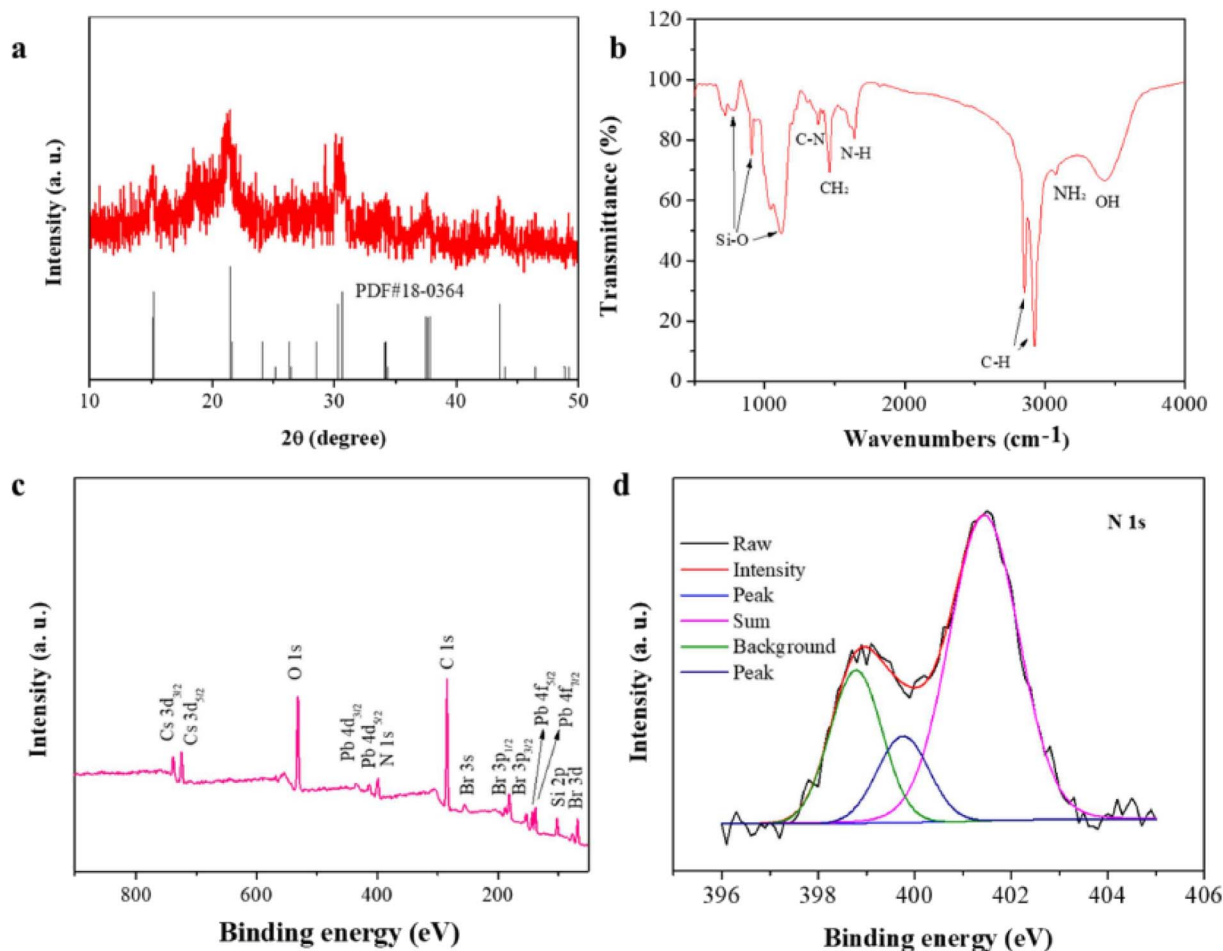 a
Intensity (a. u.)
PDF#18-0364
10 20 30 40 50
2θ (degree)
b
Transmittance (%)
120
100
80
60
40
20
0
C-N
N-H
CH₂
Si-O
C-H
NH₂
OH
1000 2000 3000 4000
Wavenumbers (cm⁻¹)
c
Intensity (a. u.)
Cs 3d₃/₂
Cs 3d₅/₂
O 1s
Pb 4d₃/₂
Pb 4d₅/₂
N 1s
C 1s
Br 3s
Br 3p₁/₂
Br 3p₃/₂
Pb 4f₅/₂
Pb 4f₇/₂
Si 2p
Br 3d
800 600 400 200
Binding energy (eV)
d
Intensity (a. u.)
N 1s
Raw
Intensity
Peak
Sum
Background
Peak
396 398 400 402 404 406
Binding energy (eV)